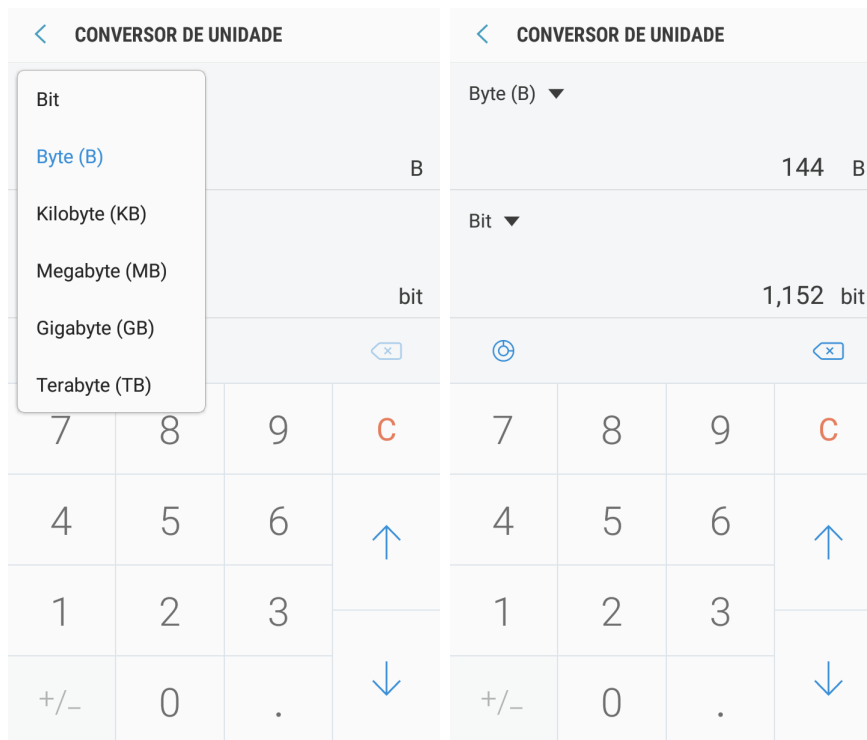 CONVERSOR DE UNIDADE
Bit
Byte (B)
B
Kilobyte (KB)
Megabyte (MB)
bit
Gigabyte (GB)
Terabyte (TB)
7 8 9 C
4 5 6
1 2 3
+/− 0 .
CONVERSOR DE UNIDADE
Byte (B)
144 B
Bit
1,152 bit
7 8 9 C
4 5 6
1 2 3
+/− 0 .